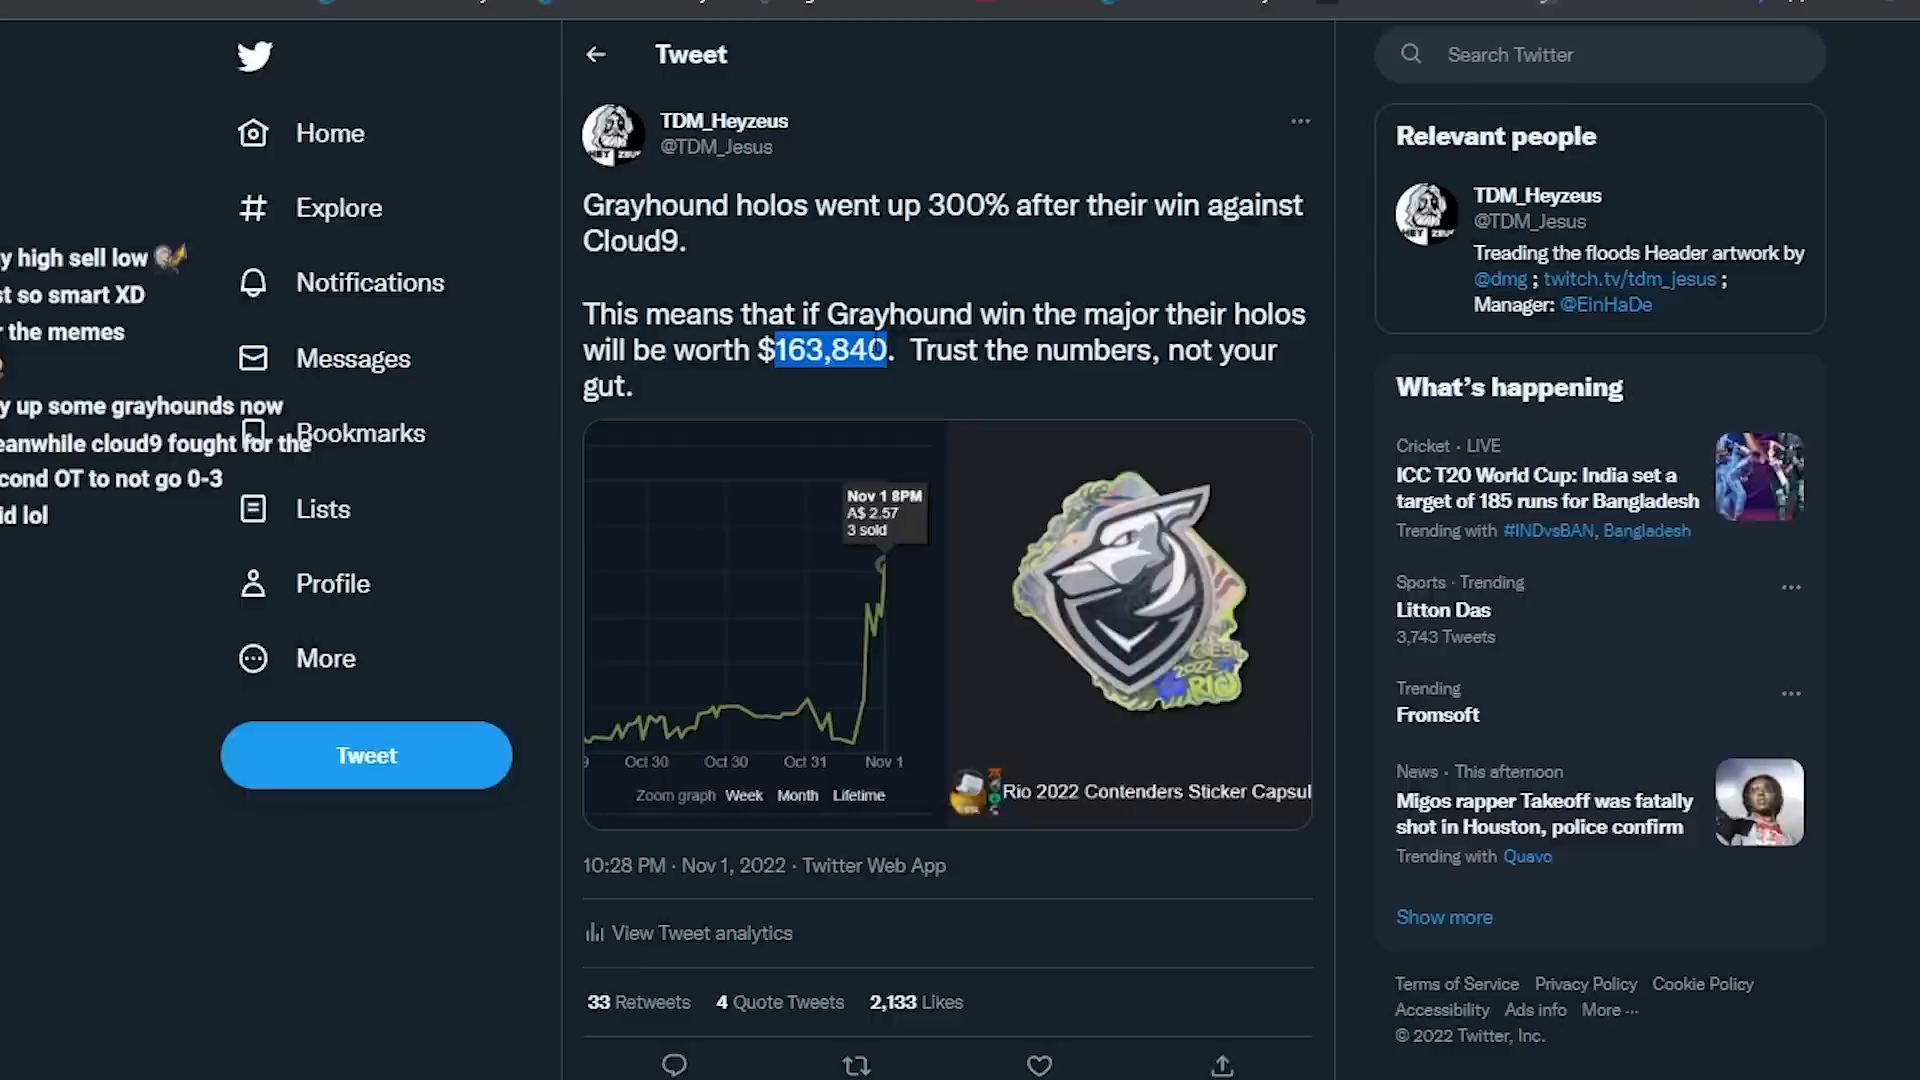 Home
Explore
Notifications
Messages
Bookmarks
Lists
Profile
More
Tweet
y high sell low
st so smart XD
r the memes
y up some grayhounds now
eanwhile cloud9 fought for the
cond OT to not go 0-3
id lol
Tweet
TDM_Heyzeus
@TDM_Jesus
Grayhound holos went up 300% after their win against
Cloud9.
This means that if Grayhound win the major their holos
will be worth $163,840. Trust the numbers, not your
gut.
Nov 1 8PM
A$ 2.57
3 sold
9 Oct 30 Oct 30 Oct 31 Nov 1
Zoom graph Week Month Lifetime
ESL
2022
RIO
Rio 2022 Contenders Sticker Capsul
10:28 PM · Nov 1, 2022 · Twitter Web App
View Tweet analytics
33 Retweets 4 Quote Tweets 2,133 Likes
Search Twitter
Relevant people
TDM_Heyzeus
@TDM_Jesus
Treading the floods Header artwork by
@dmg ; twitch.tv/tdm_jesus ;
Manager: @EinHaDe
What's happening
Cricket · LIVE
ICC T20 World Cup: India set a
target of 185 runs for Bangladesh
Trending with #INDvsBAN, Bangladesh
Sports · Trending
Litton Das
3,743 Tweets
Trending
Fromsoft
News · This afternoon
Migos rapper Takeoff was fatally
shot in Houston, police confirm
Trending with Quavo
Show more
Terms of Service Privacy Policy Cookie Policy
Accessibility Ads info More ···
© 2022 Twitter, Inc.